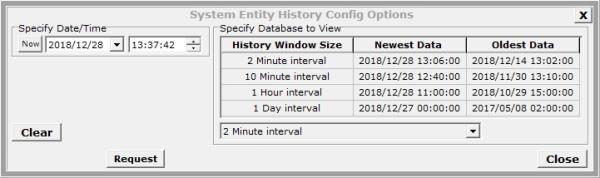 System Entity History Config Options X
Specify Date/Time
Now 2018/12/28 13:37:42
Specify Database to View
History Window Size Newest Data Oldest Data
2 Minute interval 2018/12/28 13:06:00 2018/12/14 13:02:00
10 Minute interval 2018/12/28 12:40:00 2018/11/30 13:10:00
1 Hour interval 2018/12/28 11:00:00 2018/10/29 15:00:00
1 Day interval 2018/12/27 00:00:00 2017/05/08 02:00:00
2 Minute interval
Clear
Request
Close